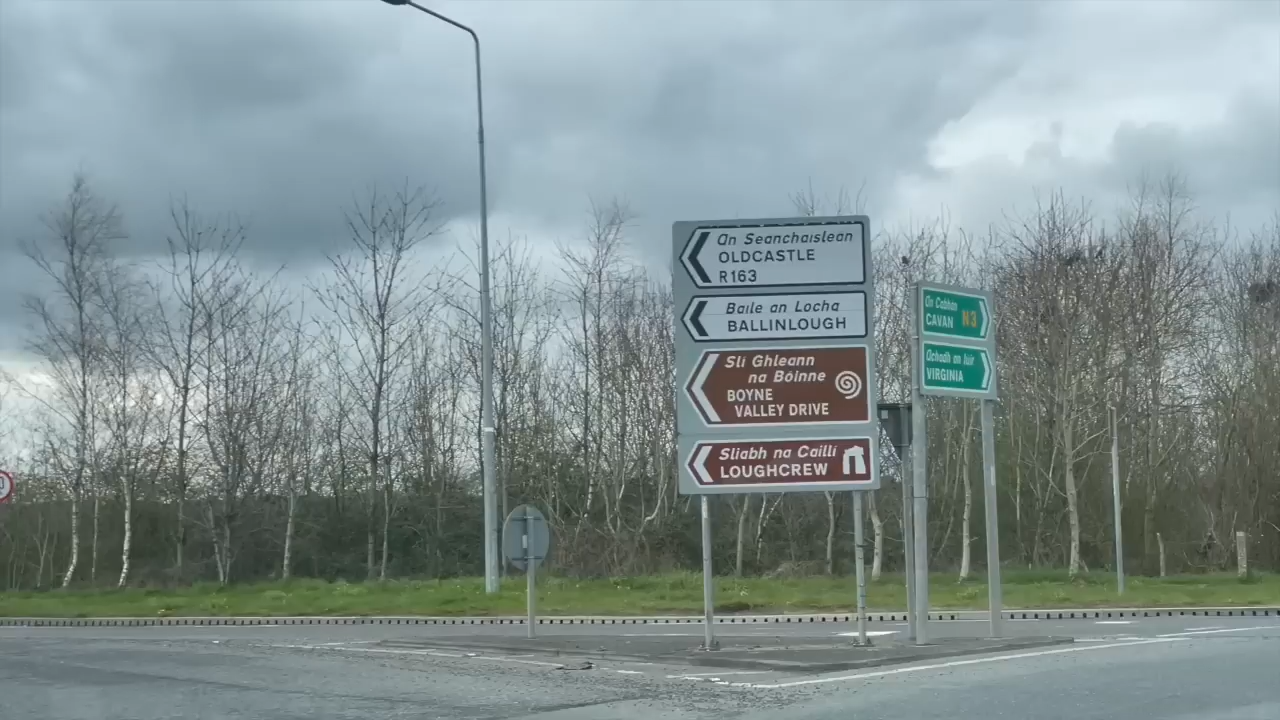 An Seanchaislean
OLDCASTLE
R163
Baile an Locha
BALLINLOUGH
Slí Ghleann
na Bóinne
BOYNE
VALLEY DRIVE
Sliabh na Caillí
LOUGHCREW
An Cabhán
CAVAN N3
Achadh an Iúir
VIRGINIA